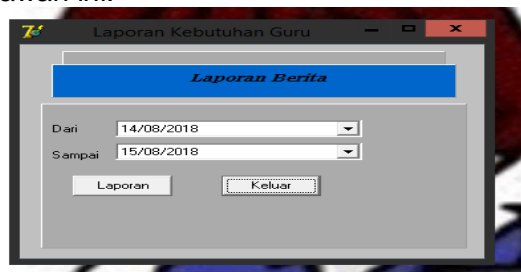 Laporan Kebutuhan Guru
Laporan Berita
Dari 14/08/2018
Sampai 15/08/2018
Laporan Keluar